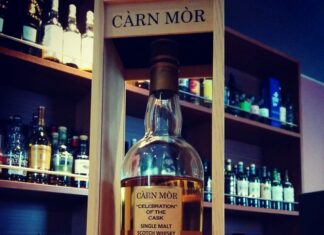 CÀRN MÒR
CÀRN MÒR
"CELEBRATION"
OF THE
CASK
SINGLE MALT
SCOTCH WHISKY